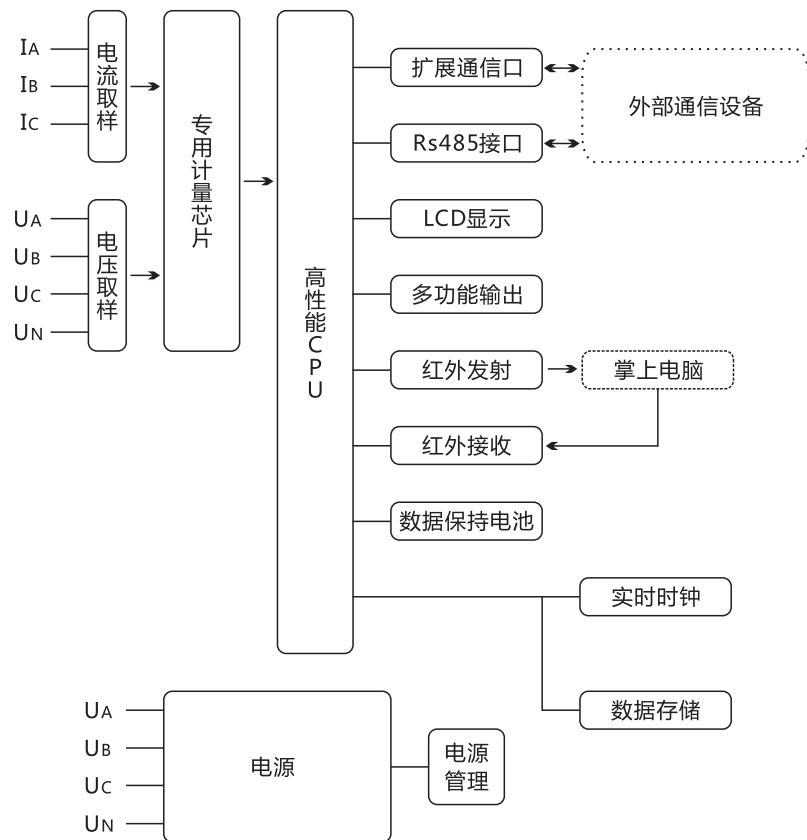 IA
IB
IC
电流取样
UA
UB
UC
UN
电压取样
专用计量芯片
高性能CPU
扩展通信口
Rs485接口
外部通信设备
LCD显示
多功能输出
红外发射
掌上电脑
红外接收
数据保持电池
实时时钟
数据存储
UA
UB
UC
UN
电源
电源
管理